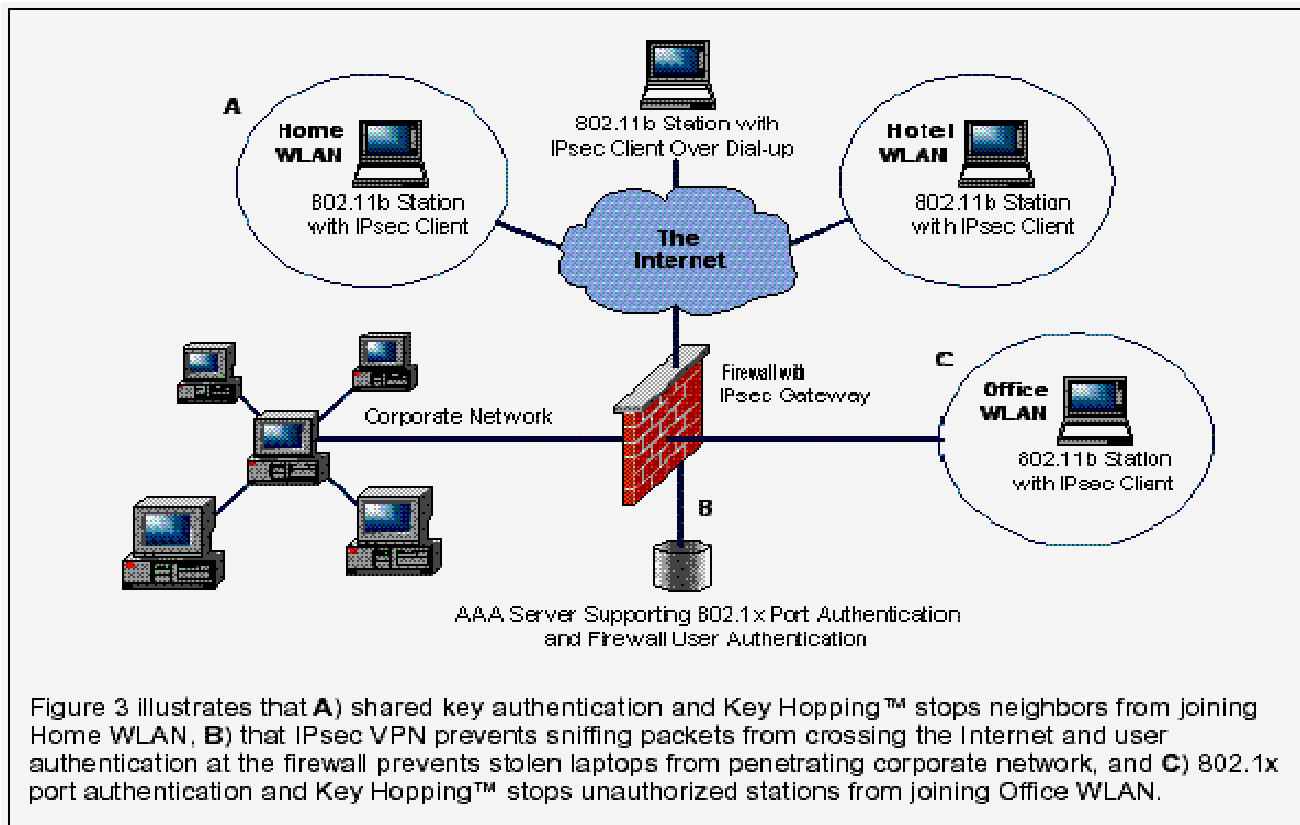 A
Home
WLAN
802.11b Station
with IPsec Client
802.11b Station with
IPsec Client Over Dial-up
Hotel
WLAN
802.11b Station
with IPsec Client
The
Internet
Corporate Network
Firewall with
IPsec Gateway
C
Office
WLAN
802.11b Station
with IPsec Client
B
AAA Server Supporting 802.1x Port Authentication
and Firewall User Authentication
Figure 3 illustrates that A) shared key authentication and Key Hopping™ stops neighbors from joining
Home WLAN, B) that IPsec VPN prevents sniffing packets from crossing the Internet and user
authentication at the firewall prevents stolen laptops from penetrating corporate network, and C) 802.1x
port authentication and Key Hopping™ stops unauthorized stations from joining Office WLAN.